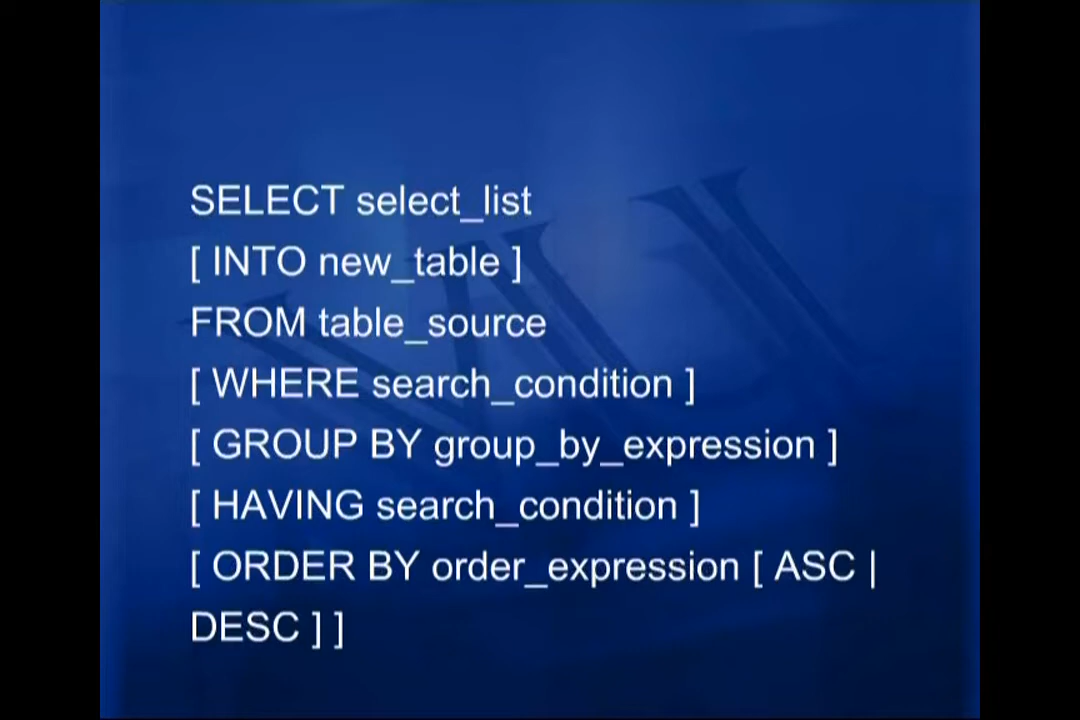 SELECT select_list
[ INTO new_table ]
FROM table_source
[ WHERE search_condition ]
[ GROUP BY group_by_expression ]
[ HAVING search_condition ]
[ ORDER BY order_expression [ ASC |
DESC ] ]